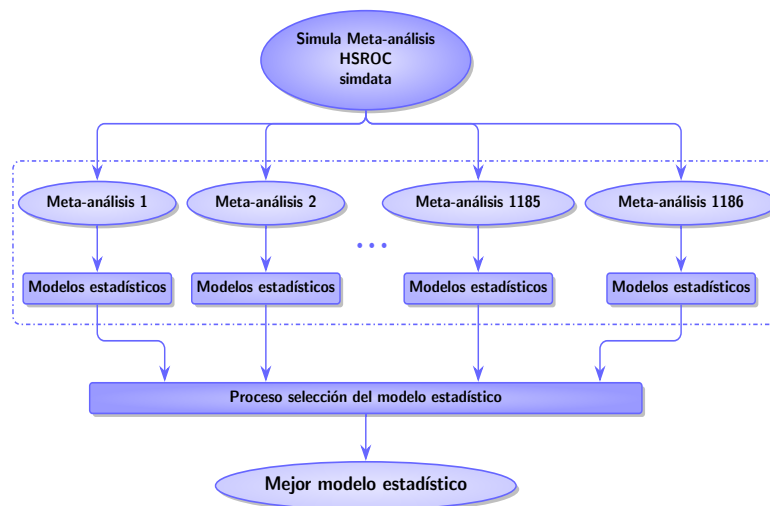 Simula Meta-análisis
HSROC
simdata
Meta-análisis 1
Meta-análisis 2
Meta-análisis 1185
Meta-análisis 1186
...
Modelos estadísticos
Modelos estadísticos
Modelos estadísticos
Modelos estadísticos
Proceso selección del modelo estadístico
Mejor modelo estadístico